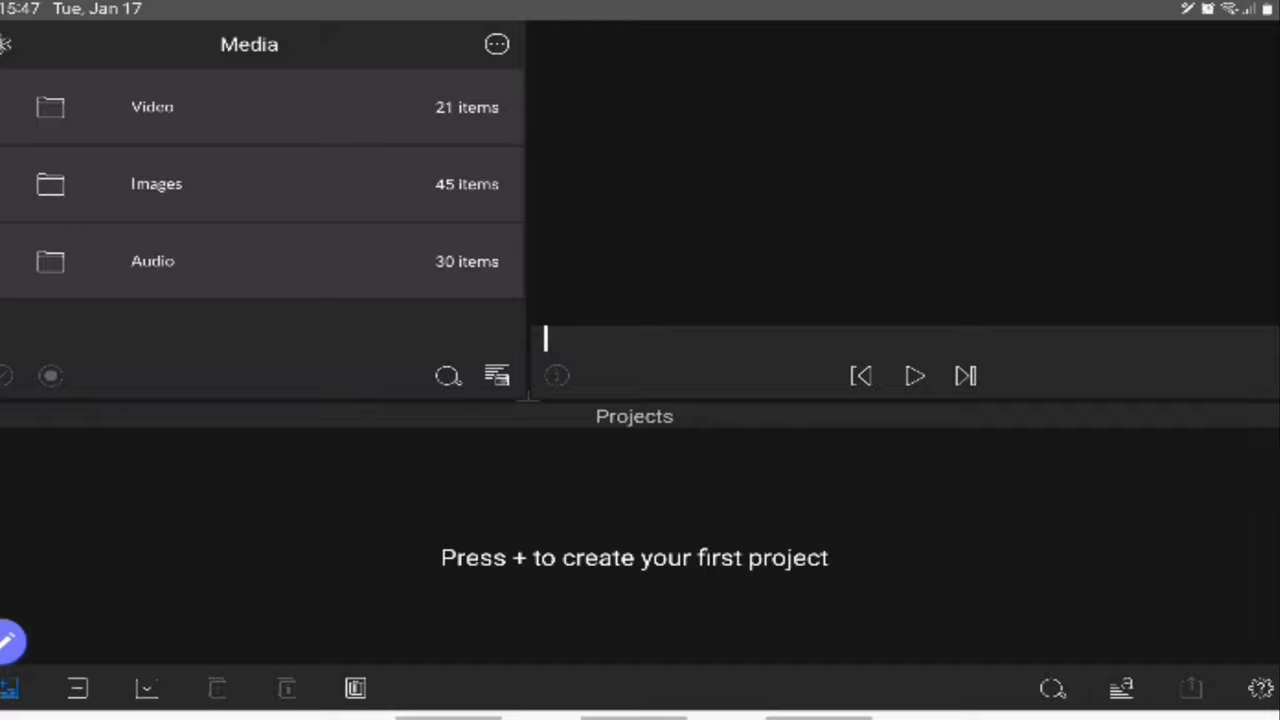 15:47 Tue, Jan 17
Media
Video 21 items
Images 45 items
Audio 30 items
Projects
Press + to create your first project